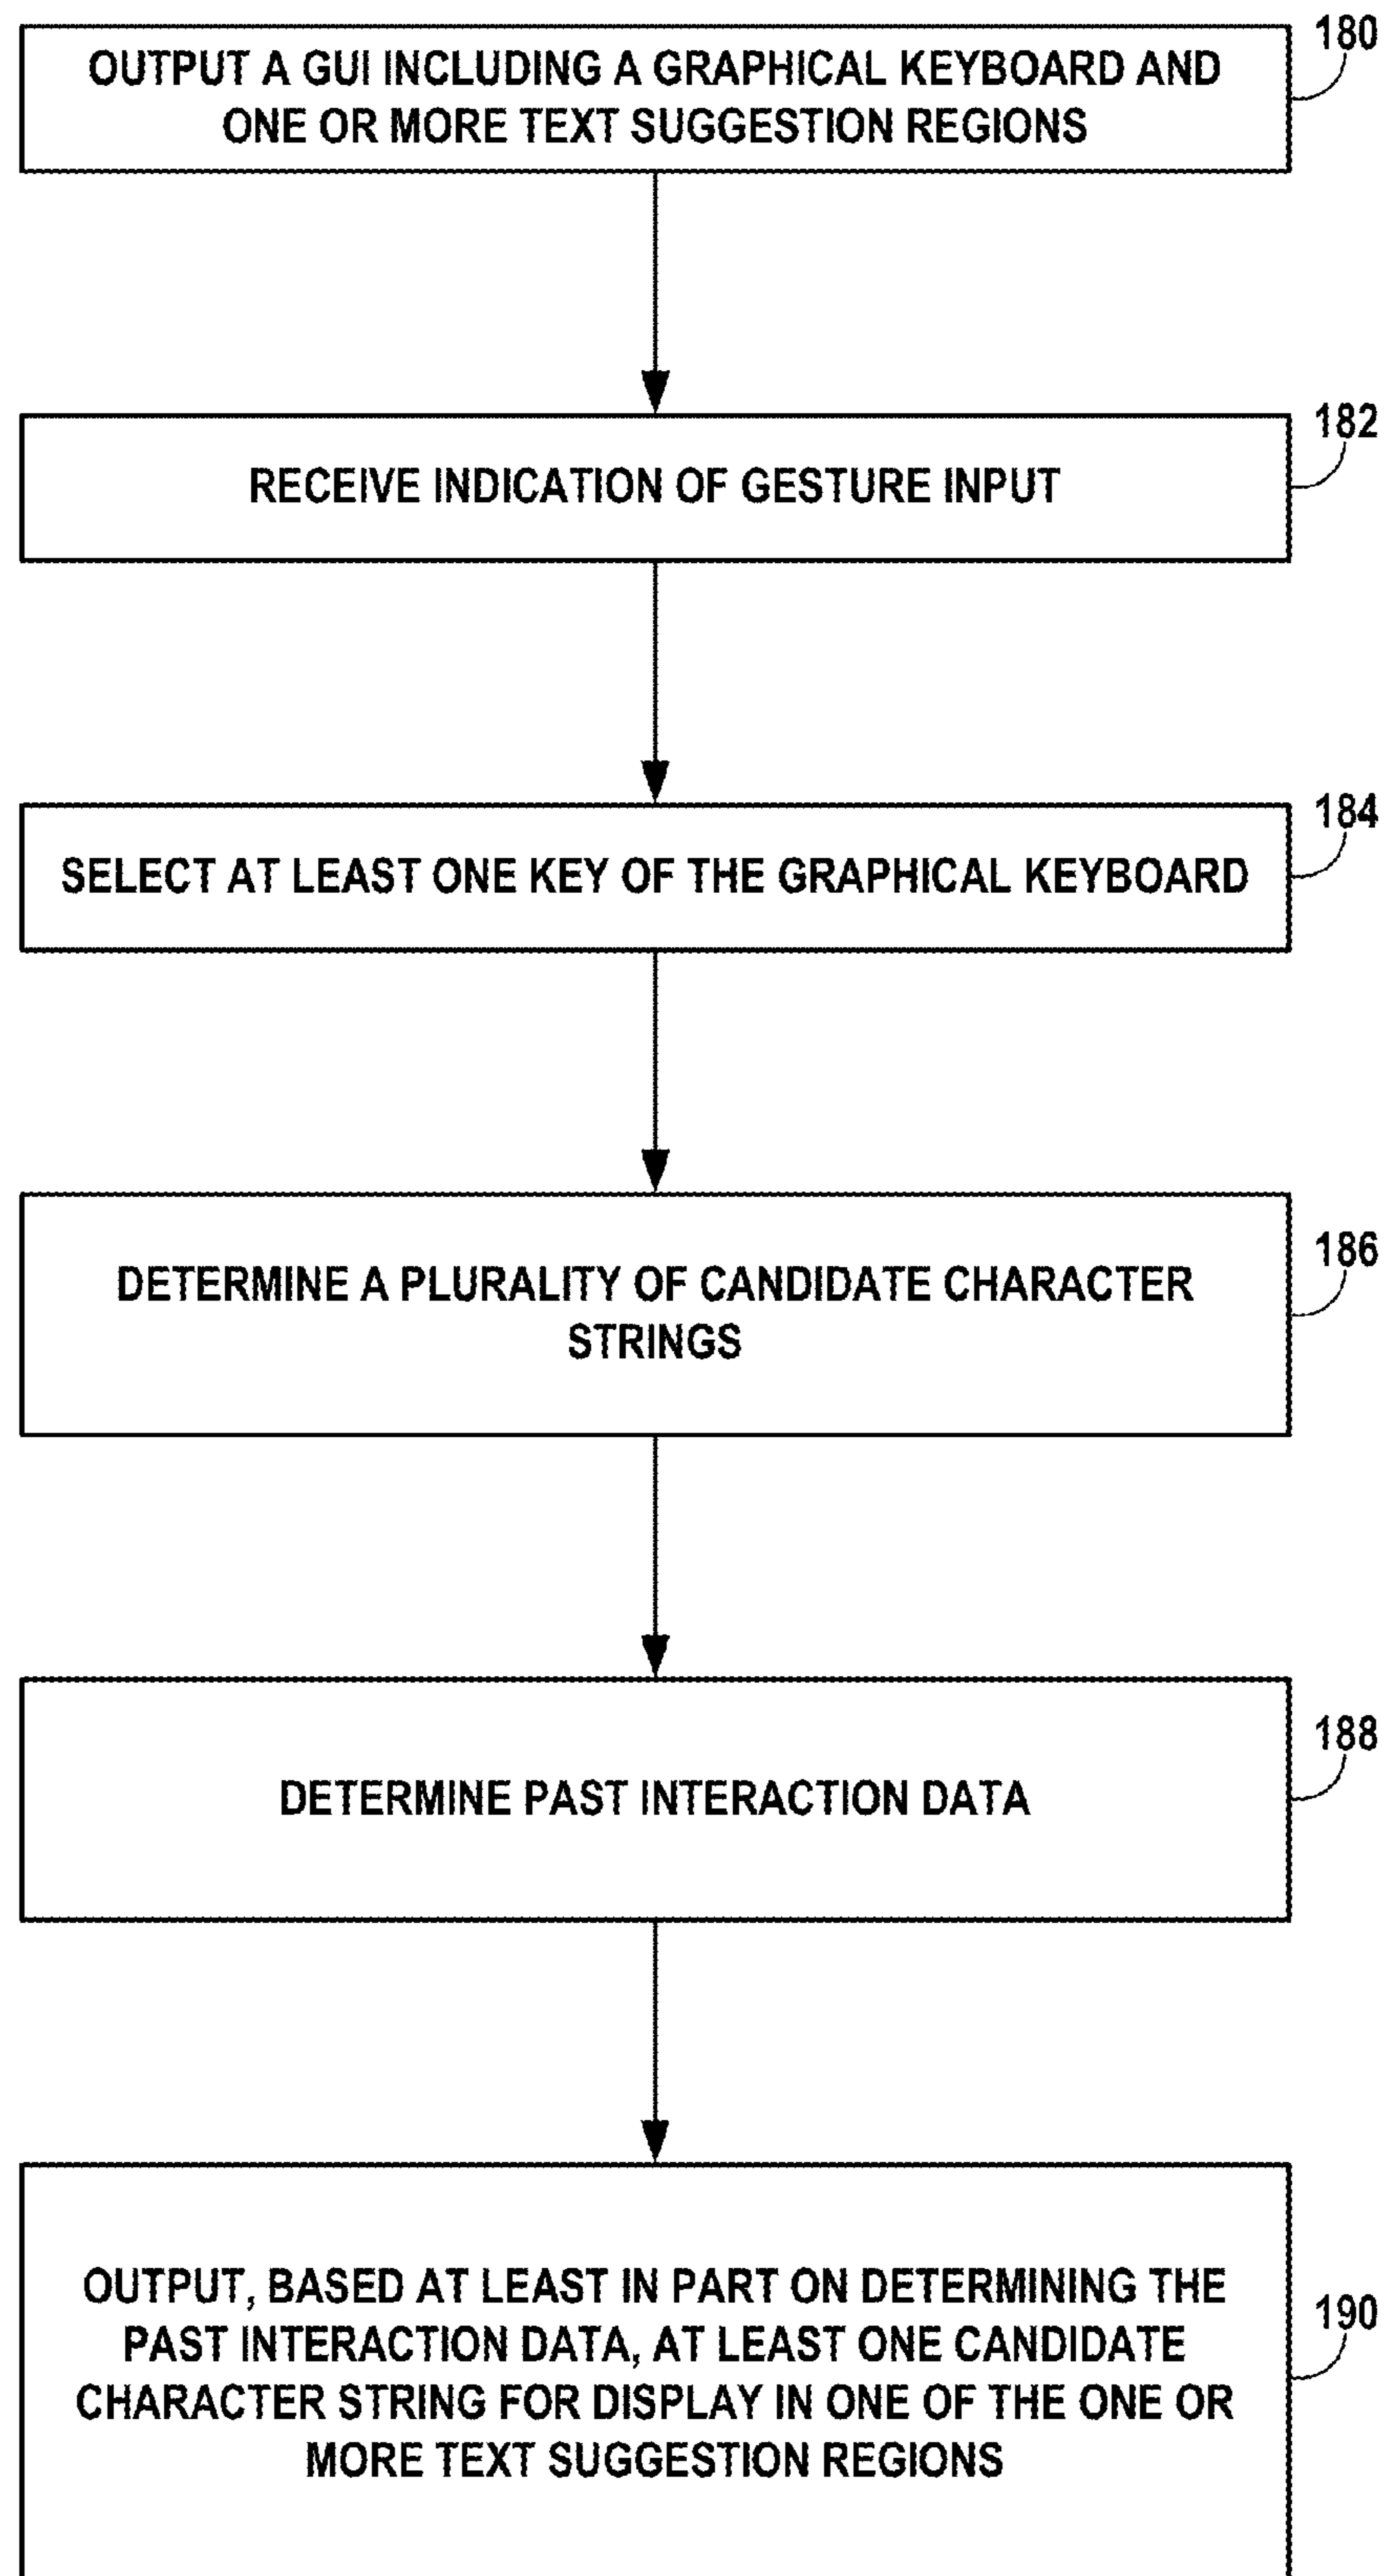 180
OUTPUT A GUI INCLUDING A GRAPHICAL KEYBOARD AND
ONE OR MORE TEXT SUGGESTION REGIONS
182
RECEIVE INDICATION OF GESTURE INPUT
184
SELECT AT LEAST ONE KEY OF THE GRAPHICAL KEYBOARD
186
DETERMINE A PLURALITY OF CANDIDATE CHARACTER
STRINGS
188
DETERMINE PAST INTERACTION DATA
190
OUTPUT, BASED AT LEAST IN PART ON DETERMINING THE
PAST INTERACTION DATA, AT LEAST ONE CANDIDATE
CHARACTER STRING FOR DISPLAY IN ONE OF THE ONE OR
MORE TEXT SUGGESTION REGIONS